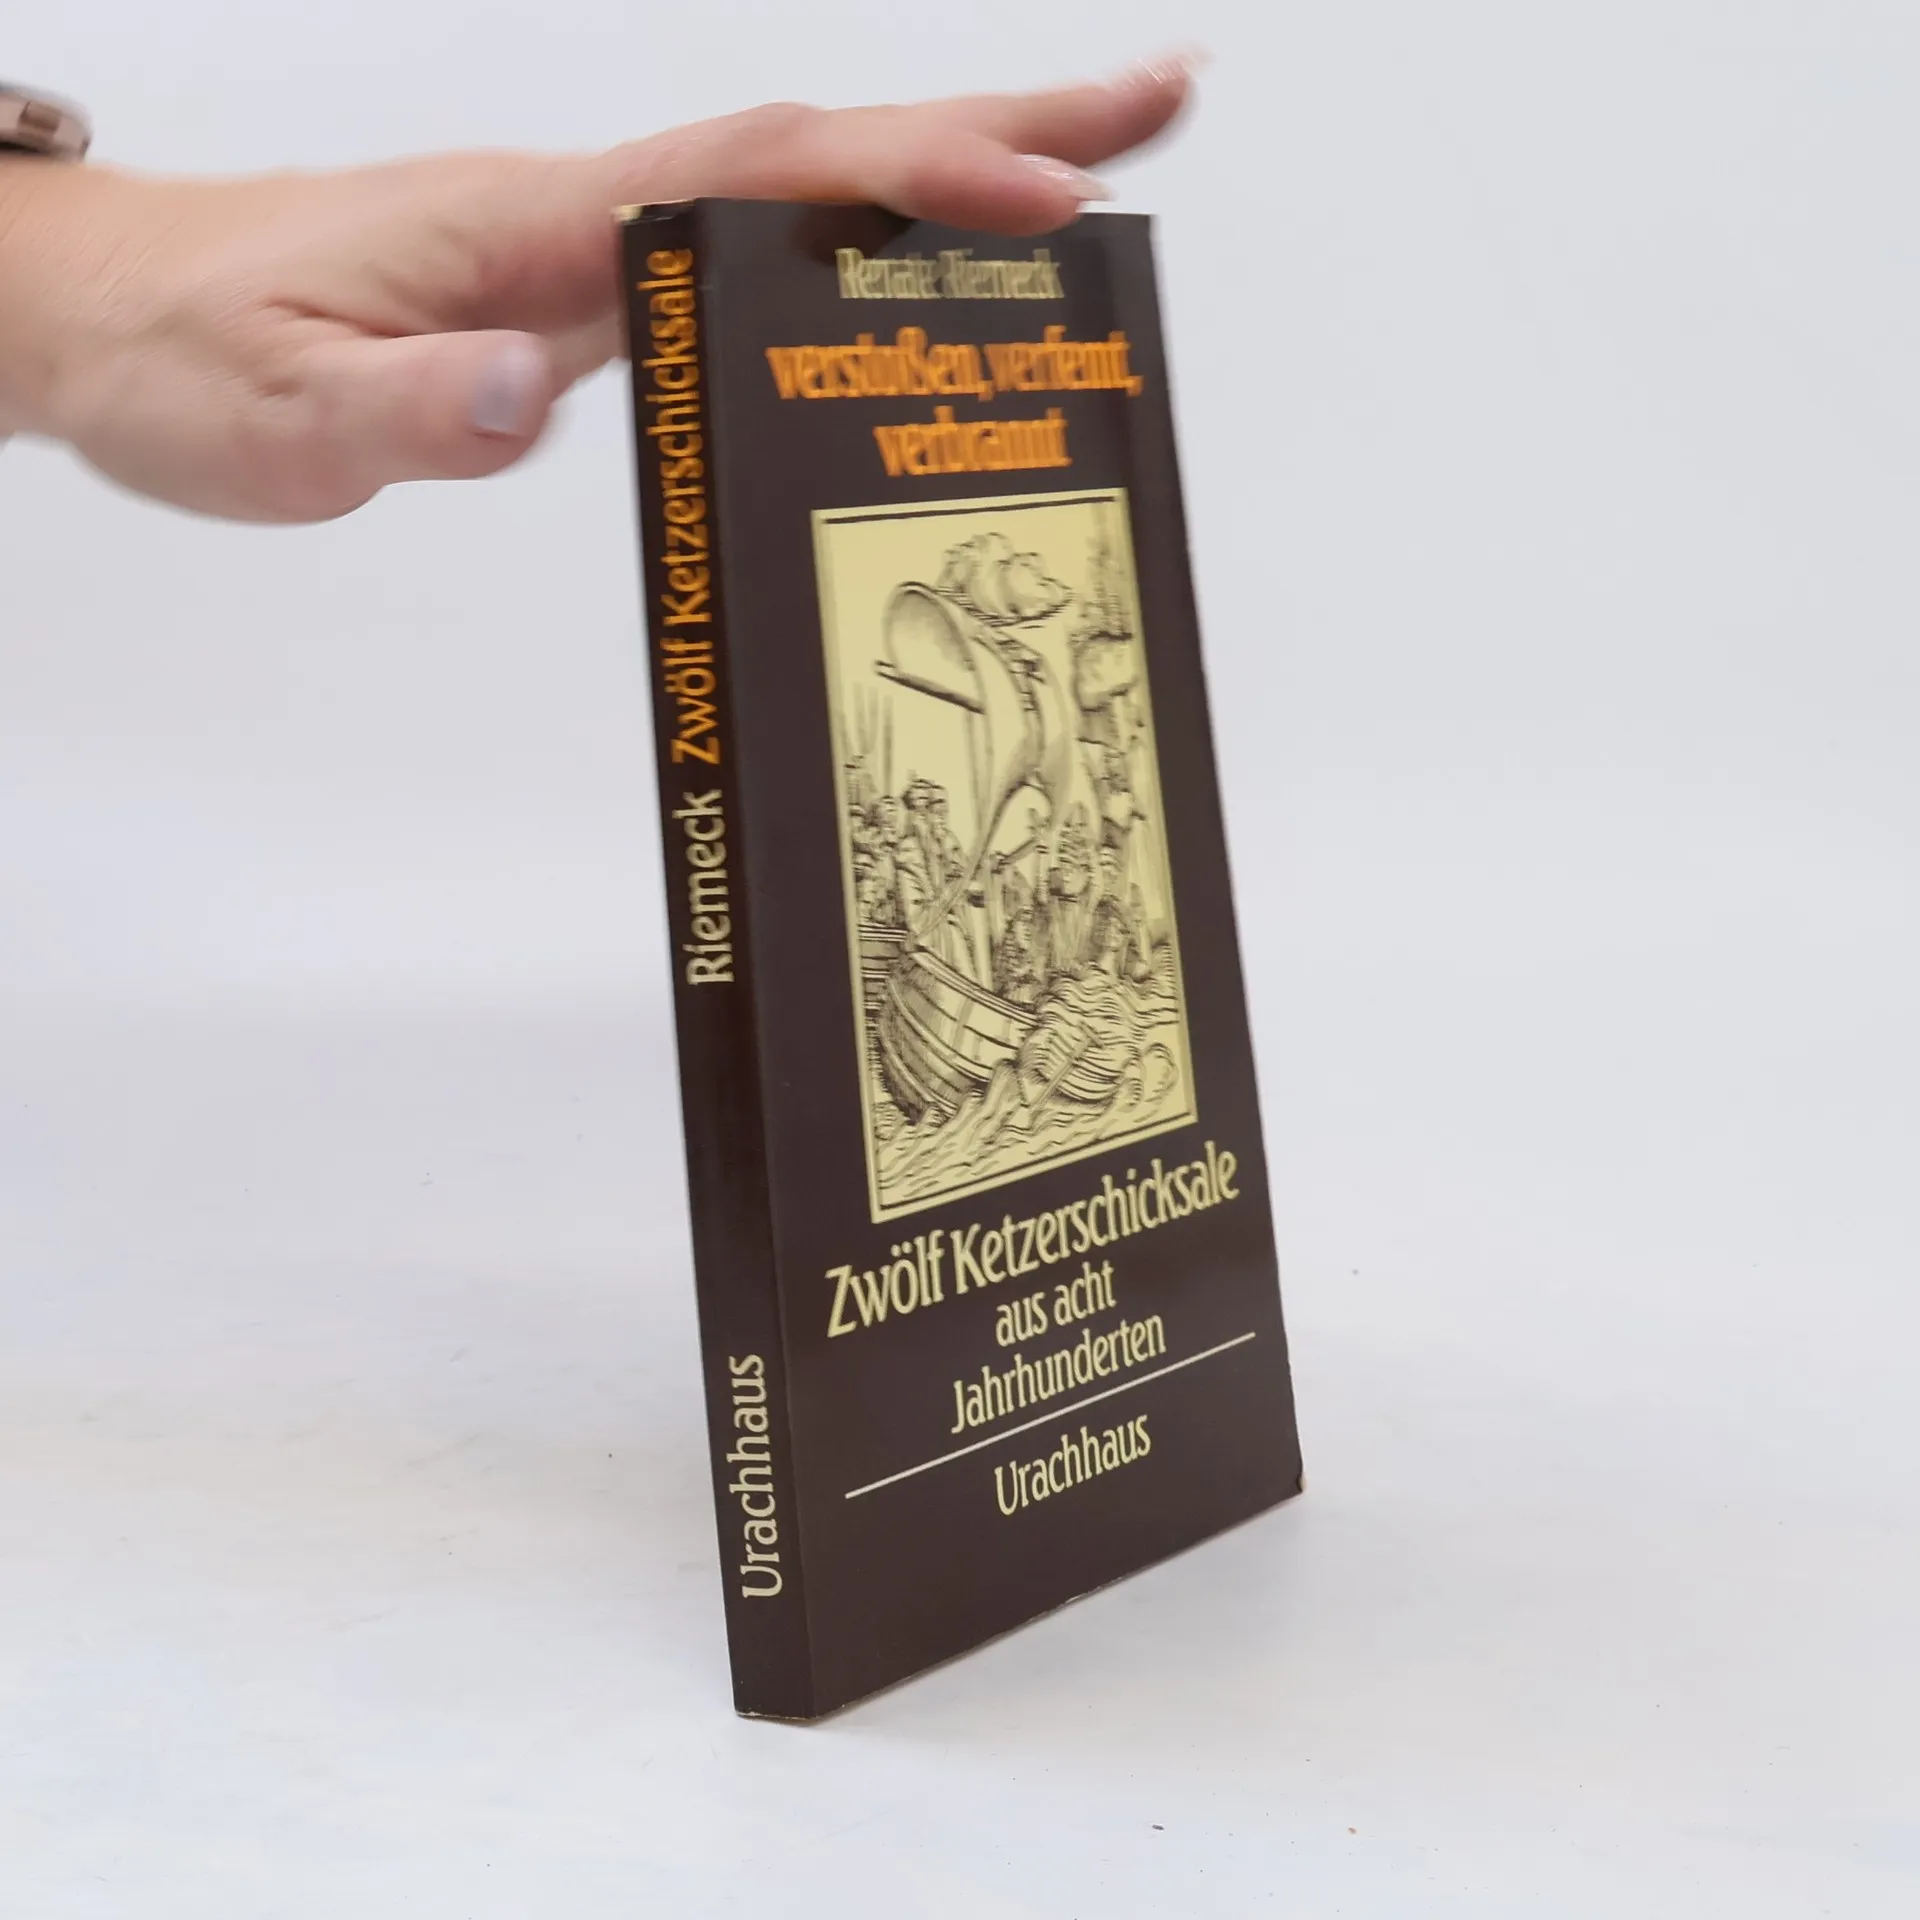 Renate Riemeck
verstoßen, verfemt,
verbrannt
Zwölf Ketzerschicksale
aus acht
Jahrhunderten
Urachhaus
Riemeck Zwölf Ketzerschicksale
Urachhaus